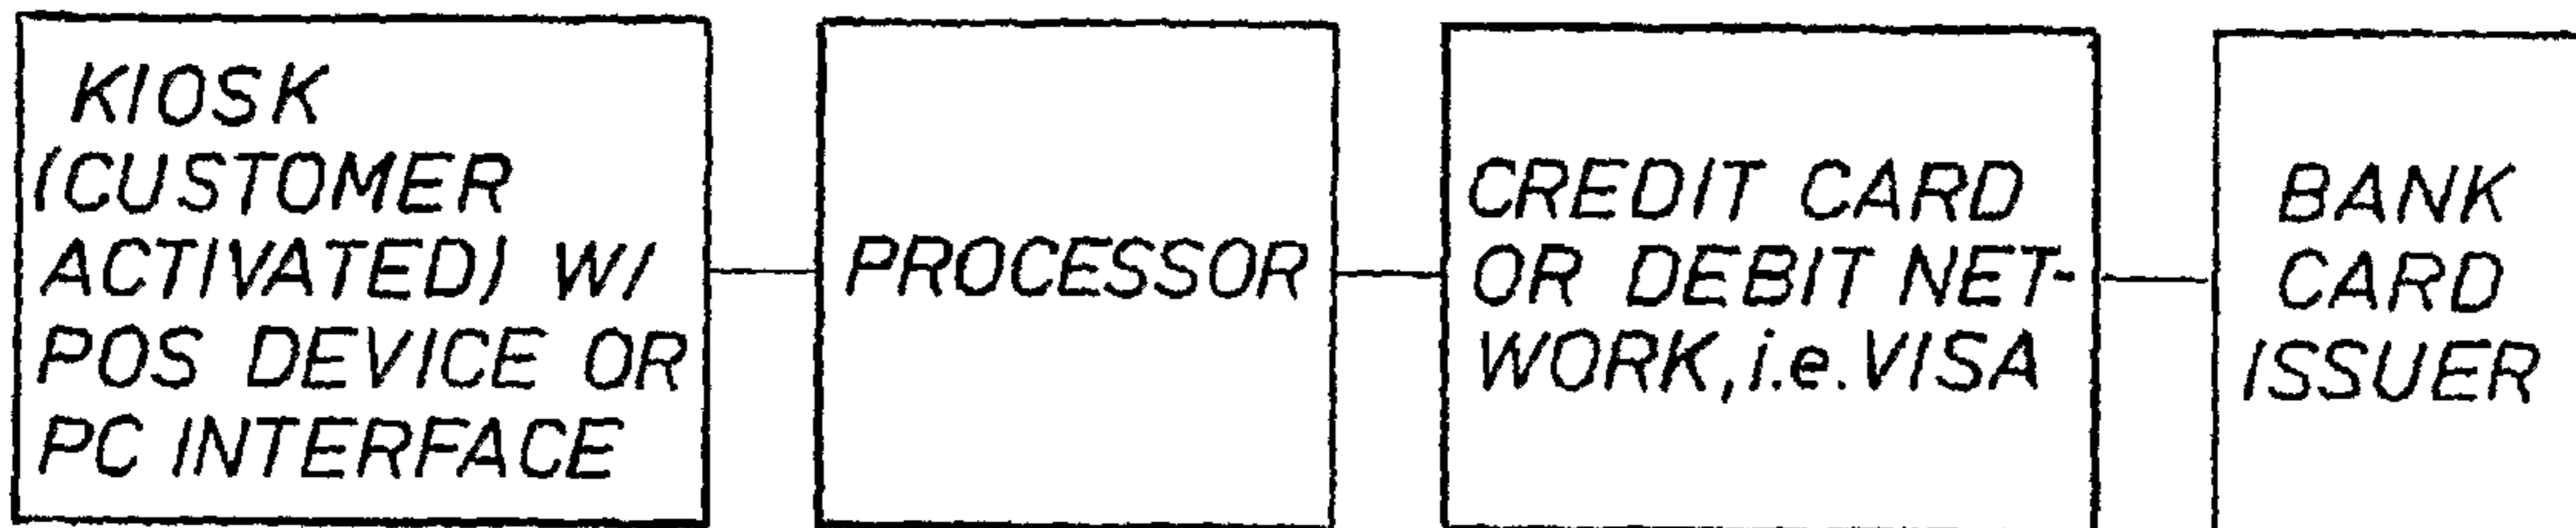 KIOSK
(CUSTOMER
ACTIVATED) W/
POS DEVICE OR
PC INTERFACE
PROCESSOR
CREDIT CARD
OR DEBIT NET-
WORK, i.e. VISA
BANK
CARD
ISSUER